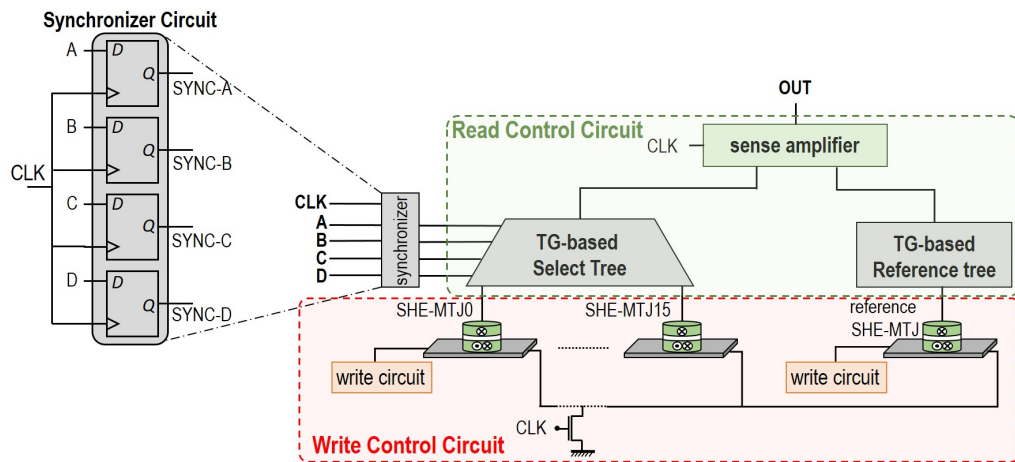 Synchronizer Circuit
A
D
Q
SYNC-A
B
D
Q
SYNC-B
CLK
C
D
Q
SYNC-C
D
D
Q
SYNC-D
CLK
A
B
C
D
synchronizer
OUT
Read Control Circuit
CLK
sense amplifier
TG-based
Select Tree
TG-based
Reference tree
SHE-MTJ0
SHE-MTJ15
reference
SHE-MTJ
write circuit
write circuit
CLK
Write Control Circuit